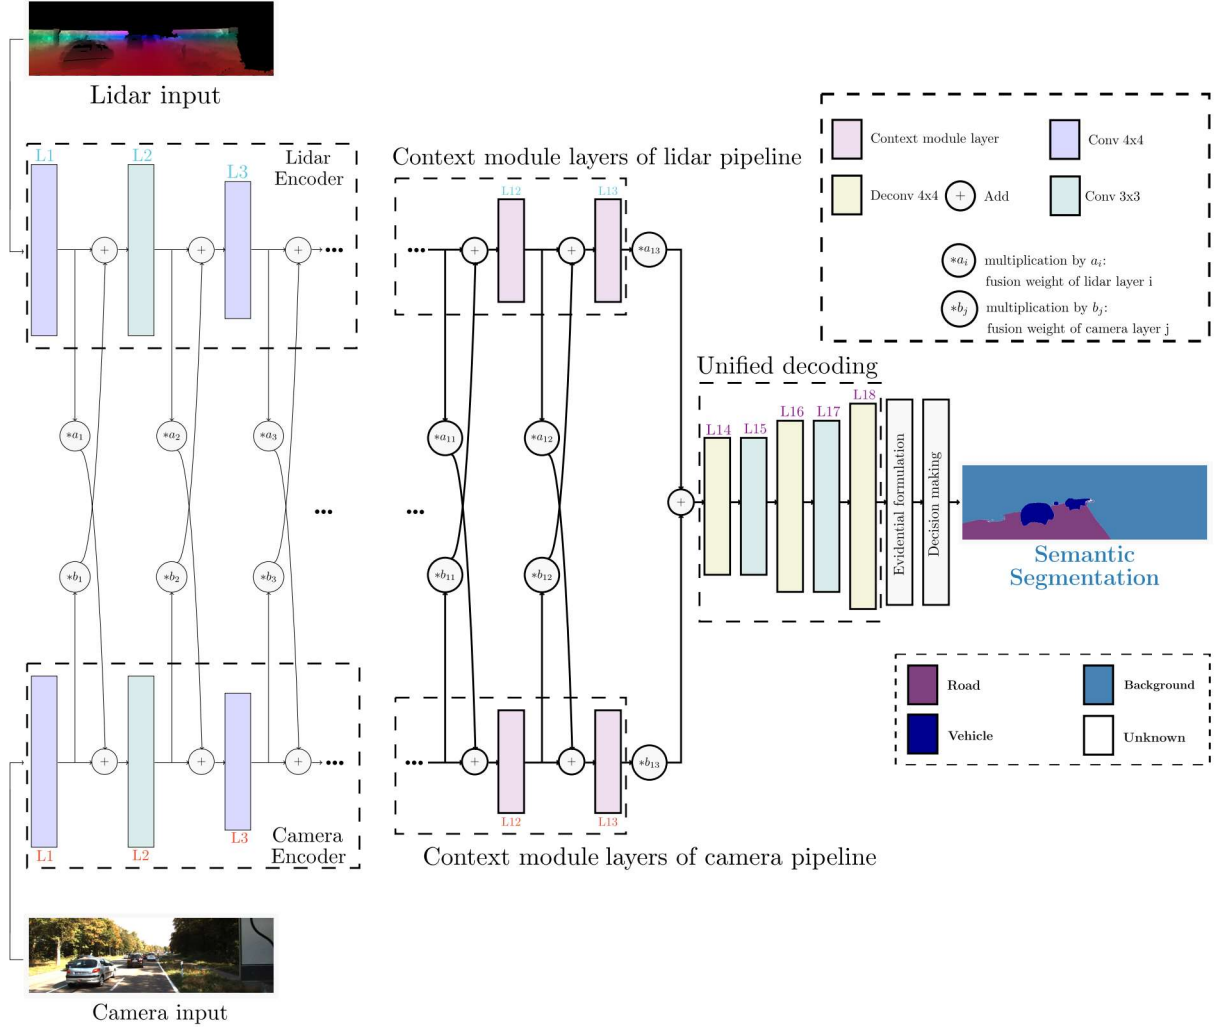 Lidar input
L1
L2
L3
Lidar
Encoder
+
+
+
•••
*a₁
*a₂
*a₃
•••
*b₁
*b₂
*b₃
+
+
+
•••
L1
L2
L3
Camera
Encoder
Camera input
Context module layers of lidar pipeline
L12
L13
•••
+
+
*a₁₃
*a₁₁
*a₁₂
•••
*b₁₁
*b₁₂
•••
+
+
*b₁₃
L12
L13
Context module layers of camera pipeline
+
Unified decoding
L14
L15
L16
L17
L18
Evidential formulation
Decision making
Context module layer
Conv 4x4
Deconv 4x4
+
Add
Conv 3x3
*aᵢ
multiplication by aᵢ:
fusion weight of lidar layer i
*bⱼ
multiplication by bⱼ:
fusion weight of camera layer j
Semantic
Segmentation
Road
Background
Vehicle
Unknown